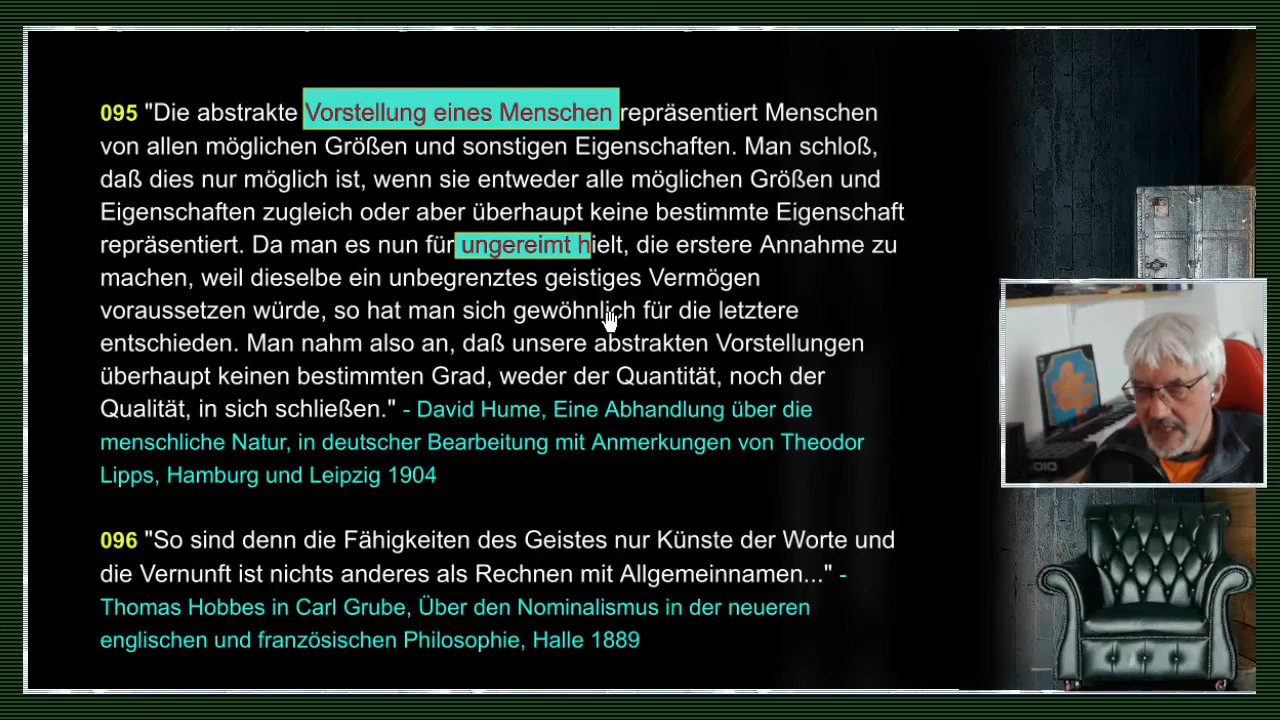 095 "Die abstrakte Vorstellung eines Menschen repräsentiert Menschen
von allen möglichen Größen und sonstigen Eigenschaften. Man schloß,
daß dies nur möglich ist, wenn sie entweder alle möglichen Größen und
Eigenschaften zugleich oder aber überhaupt keine bestimmte Eigenschaft
repräsentiert. Da man es nun für ungereimt hielt, die erstere Annahme zu
machen, weil dieselbe ein unbegrenztes geistiges Vermögen
voraussetzen würde, so hat man sich gewöhnlich für die letztere
entschieden. Man nahm also an, daß unsere abstrakten Vorstellungen
überhaupt keinen bestimmten Grad, weder der Quantität, noch der
Qualität, in sich schließen." - David Hume, Eine Abhandlung über die
menschliche Natur, in deutscher Bearbeitung mit Anmerkungen von Theodor
Lipps, Hamburg und Leipzig 1904
096 "So sind denn die Fähigkeiten des Geistes nur Künste der Worte und
die Vernunft ist nichts anderes als Rechnen mit Allgemeinnamen..." -
Thomas Hobbes in Carl Grube, Über den Nominalismus in der neueren
englischen und französischen Philosophie, Halle 1889